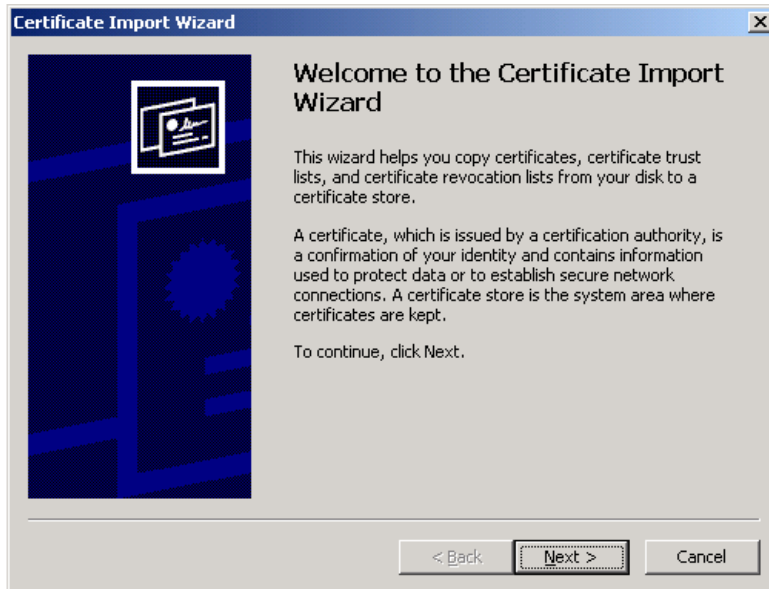 Certificate Import Wizard
Welcome to the Certificate Import
Wizard
This wizard helps you copy certificates, certificate trust
lists, and certificate revocation lists from your disk to a
certificate store.
A certificate, which is issued by a certification authority, is
a confirmation of your identity and contains information
used to protect data or to establish secure network
connections. A certificate store is the system area where
certificates are kept.
To continue, click Next.
< Back
Next >
Cancel